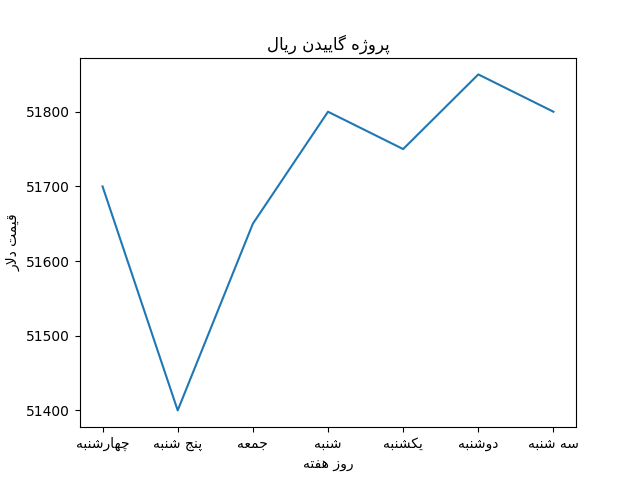 پروژه گاییدن ریال
قیمت دلار
51800
51700
51600
51500
51400
چهارشنبه
پنج شنبه
جمعه
شنبه
یکشنبه
دوشنبه
سه شنبه
روز هفته